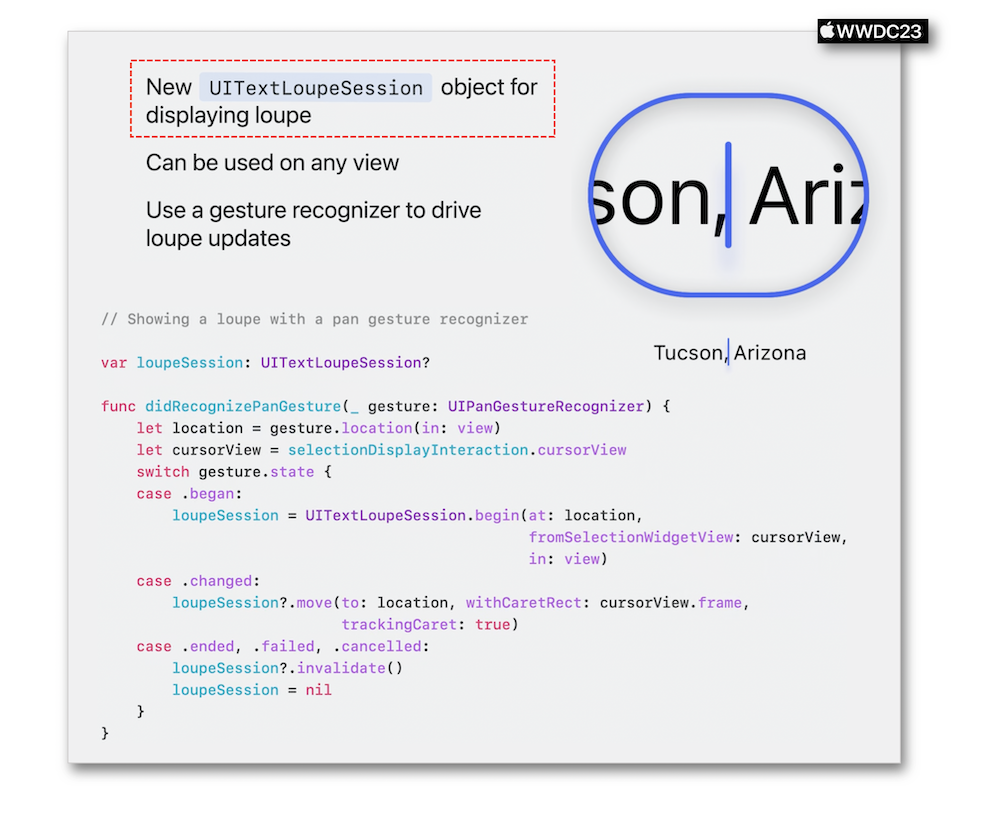 WWDC23
New UITextLoupeSession object for
displaying loupe
Can be used on any view
Use a gesture recognizer to drive
loupe updates
son, Ariz
Tucson, Arizona
// Showing a loupe with a pan gesture recognizer
var loupeSession: UITextLoupeSession?
func didRecognizePanGesture(_ gesture: UIPanGestureRecognizer) {
    let location = gesture.location(in: view)
    let cursorView = selectionDisplayInteraction.cursorView
    switch gesture.state {
    case .began:
        loupeSession = UITextLoupeSession.begin(at: location,
                                                fromSelectionWidgetView: cursorView,
                                                in: view)
    case .changed:
        loupeSession?.move(to: location, withCaretRect: cursorView.frame,
                           trackingCaret: true)
    case .ended, .failed, .cancelled:
        loupeSession?.invalidate()
        loupeSession = nil
    }
}